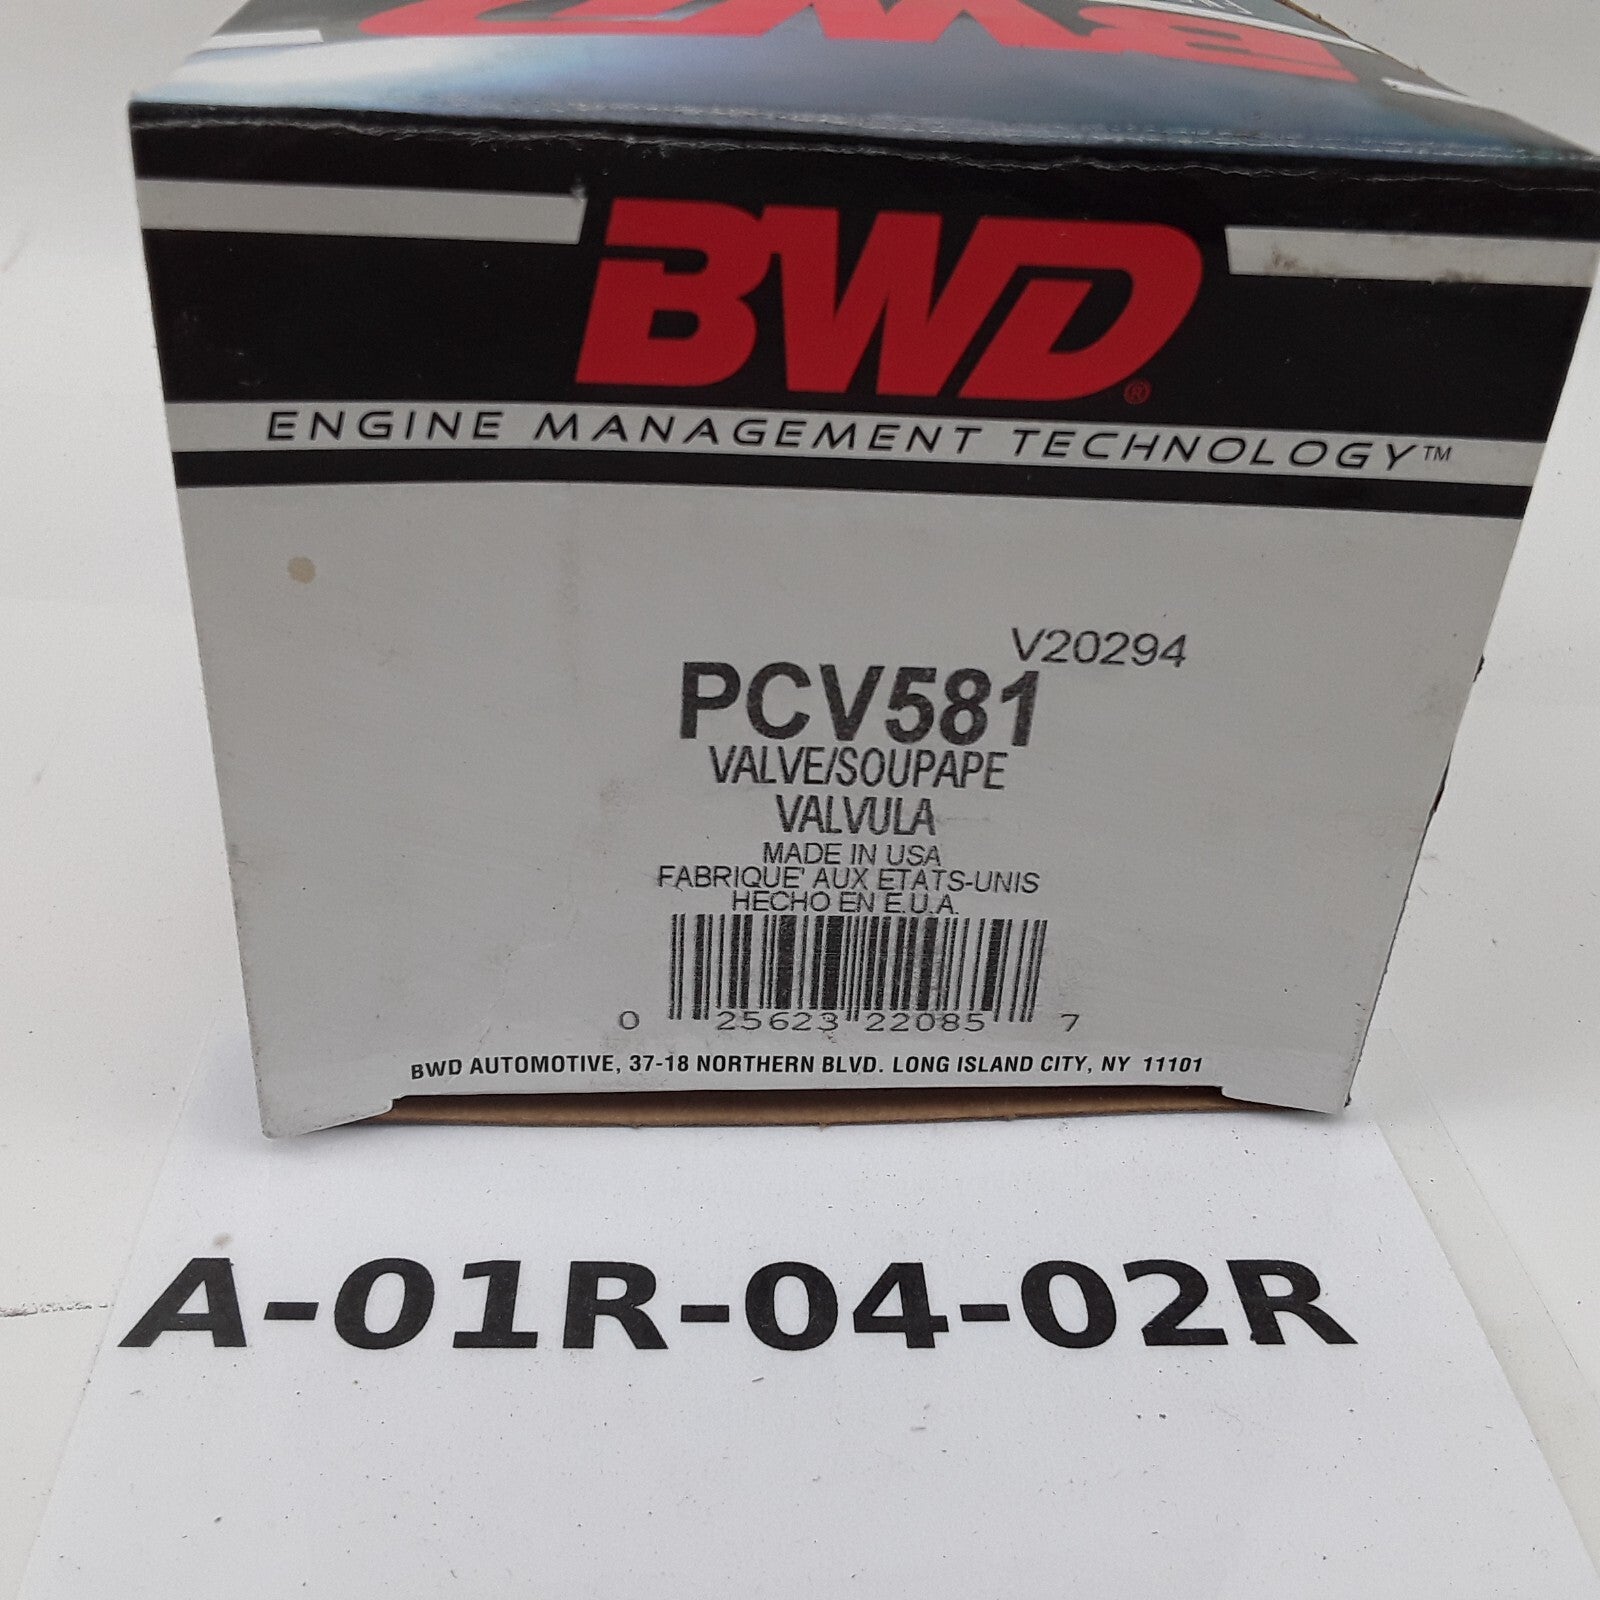 BWD
BWD®
ENGINE MANAGEMENT TECHNOLOGY™
V20294
PCV581
VALVE/SOUPAPE
VALVULA
MADE IN USA
FABRIQUE' AUX ETATS-UNIS
HECHO EN E.U.A.
0 25623 22085 7
BWD AUTOMOTIVE, 37-18 NORTHERN BLVD. LONG ISLAND CITY, NY 11101
A-01R-04-02R